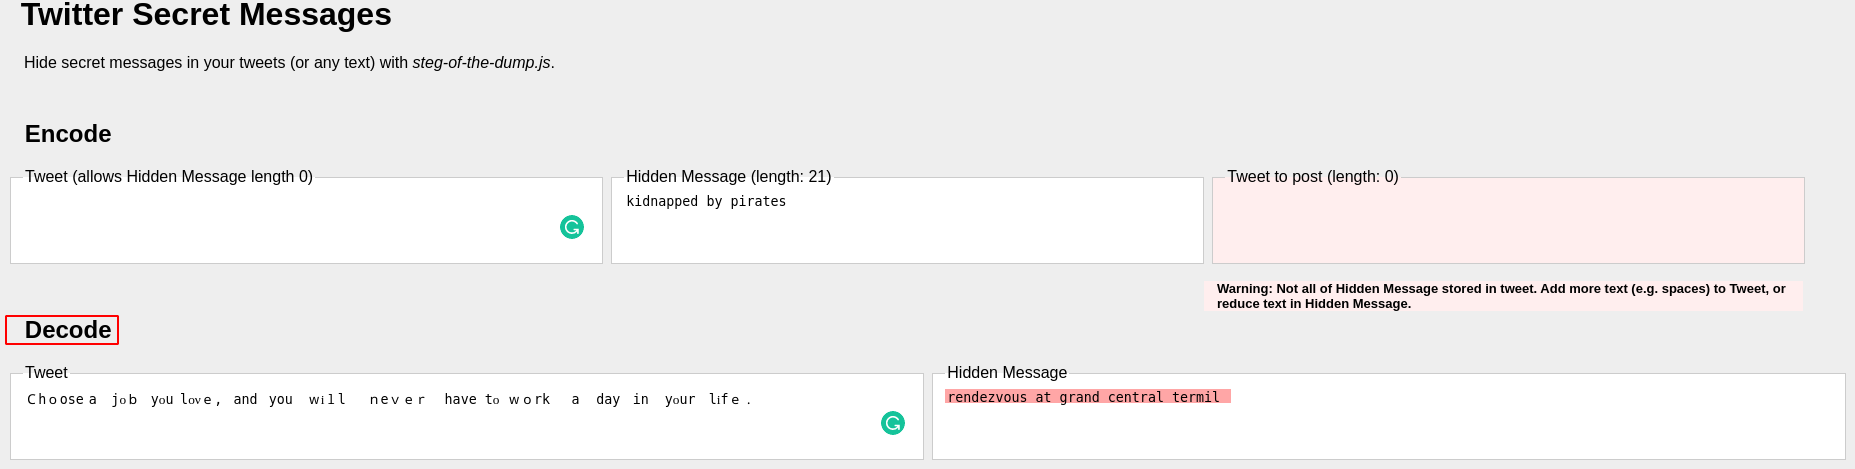 Twitter Secret Messages
Hide secret messages in your tweets (or any text) with steg-of-the-dump.js.
Encode
Tweet (allows Hidden Message length 0)
Hidden Message (length: 21)
kidnapped by pirates
Tweet to post (length: 0)
Warning: Not all of Hidden Message stored in tweet. Add more text (e.g. spaces) to Tweet, or
reduce text in Hidden Message.
Decode
Tweet
Choose a job you love, and you will never have to work a day in your life.
Hidden Message
rendezvous at grand central termil